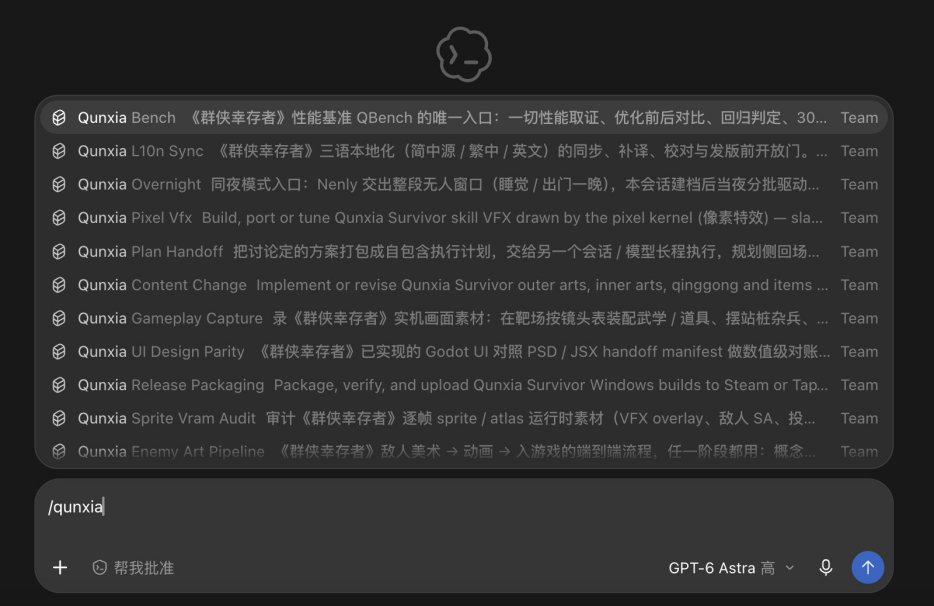 Qunxia Bench 《群侠幸存者》性能基准 QBench 的唯一入口：一切性能取证、优化前后对比、回归判定、30... Team
Qunxia L10n Sync 《群侠幸存者》三语本地化（简中源 / 繁中 / 英文）的同步、补译、校对与发版前开放门。... Team
Qunxia Overnight 同夜模式入口：Nenly 交出整段无人窗口（睡觉 / 出门一晚），本会话建档后当夜分批驱动... Team
Qunxia Pixel Vfx Build, port or tune Qunxia Survivor skill VFX drawn by the pixel kernel (像素特效) — sla... Team
Qunxia Plan Handoff 把讨论定的方案打包成自包含执行计划，交给另一个会话 / 模型长程执行，规划侧回场... Team
Qunxia Content Change Implement or revise Qunxia Survivor outer arts, inner arts, qinggong and items ... Team
Qunxia Gameplay Capture 录《群侠幸存者》实机画面素材：在靶场按镜头表装配武学 / 道具、摆站桩杂兵、... Team
Qunxia UI Design Parity 《群侠幸存者》已实现的 Godot UI 对照 PSD / JSX handoff manifest 做数值级对账... Team
Qunxia Release Packaging Package, verify, and upload Qunxia Survivor Windows builds to Steam or Tap... Team
Qunxia Sprite Vram Audit 审计《群侠幸存者》逐帧 sprite / atlas 运行时素材（VFX overlay、敌人 SA、投... Team
Qunxia Enemy Art Pipeline 《群侠幸存者》敌人美术 → 动画 → 入游戏的端到端流程，任一阶段都用：概念... Team
/qunxia
帮我批准 GPT-6 Astra 高